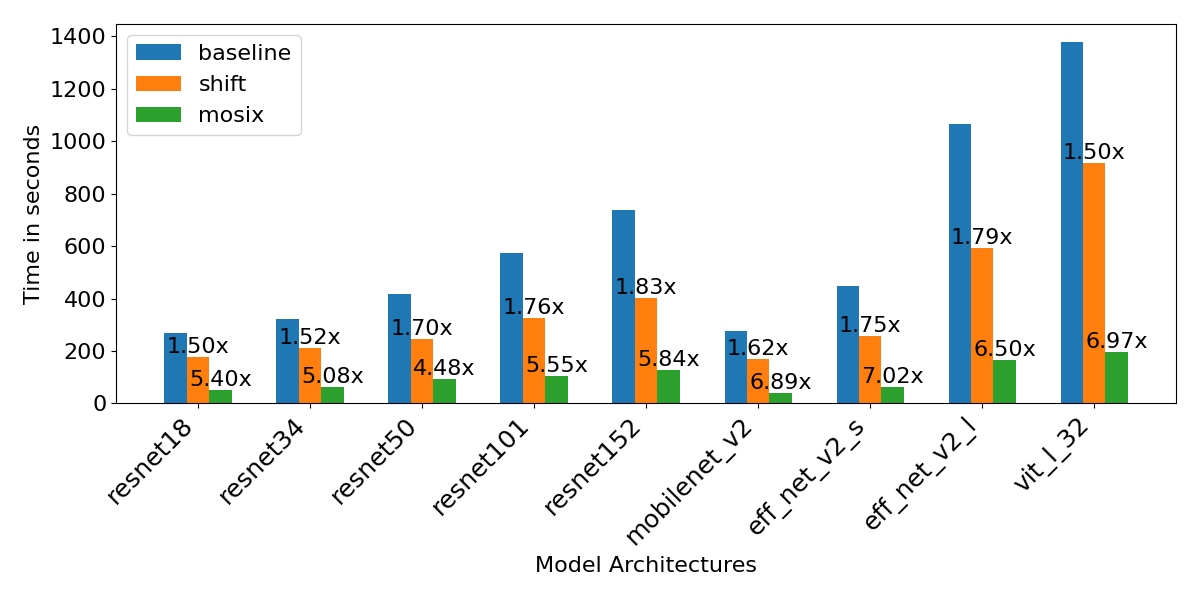 1400
1200
1000
800
600
400
200
0
Time in seconds
baseline
shift
mosix
1.50x
5.40x
1.52x
5.08x
1.70x
4.48x
1.76x
5.55x
1.83x
5.84x
1.62x
6.89x
1.75x
7.02x
1.79x
6.50x
1.50x
6.97x
resnet18
resnet34
resnet50
resnet101
resnet152
mobilenet_v2
eff_net_v2_s
eff_net_v2_l
vit_l_32
Model Architectures